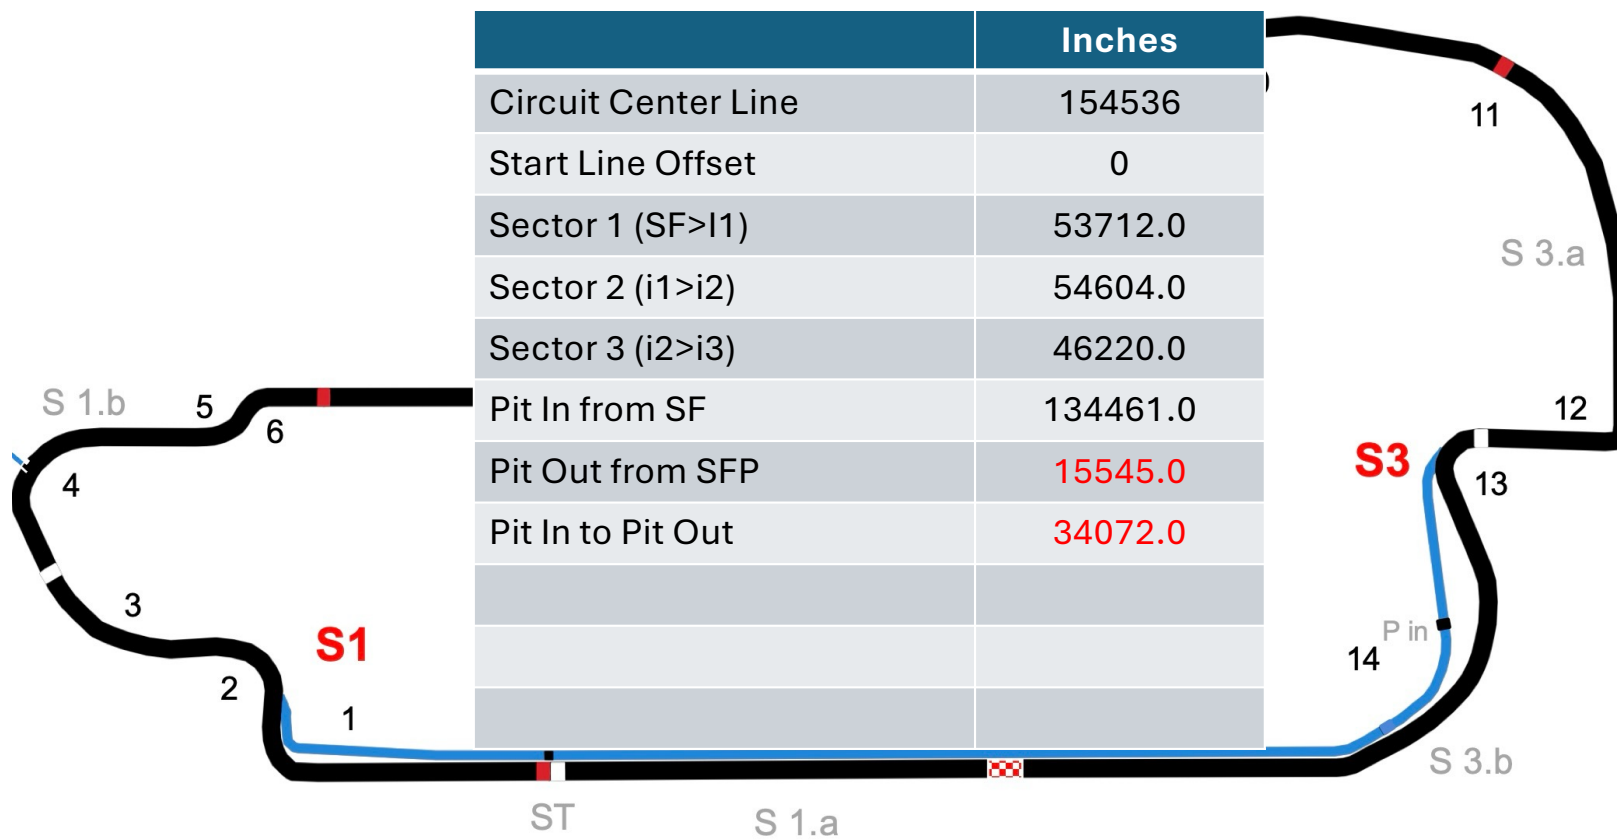 Inches
Circuit Center Line 154536
Start Line Offset 0
Sector 1 (SF>I1) 53712.0
Sector 2 (i1>i2) 54604.0
Sector 3 (i2>i3) 46220.0
Pit In from SF 134461.0
Pit Out from SFP 15545.0
Pit In to Pit Out 34072.0
11
S 3.a
S 1.b
5
6
4
12
S3
13
3
S1
P in
14
2
1
S 3.b
ST
S 1.a